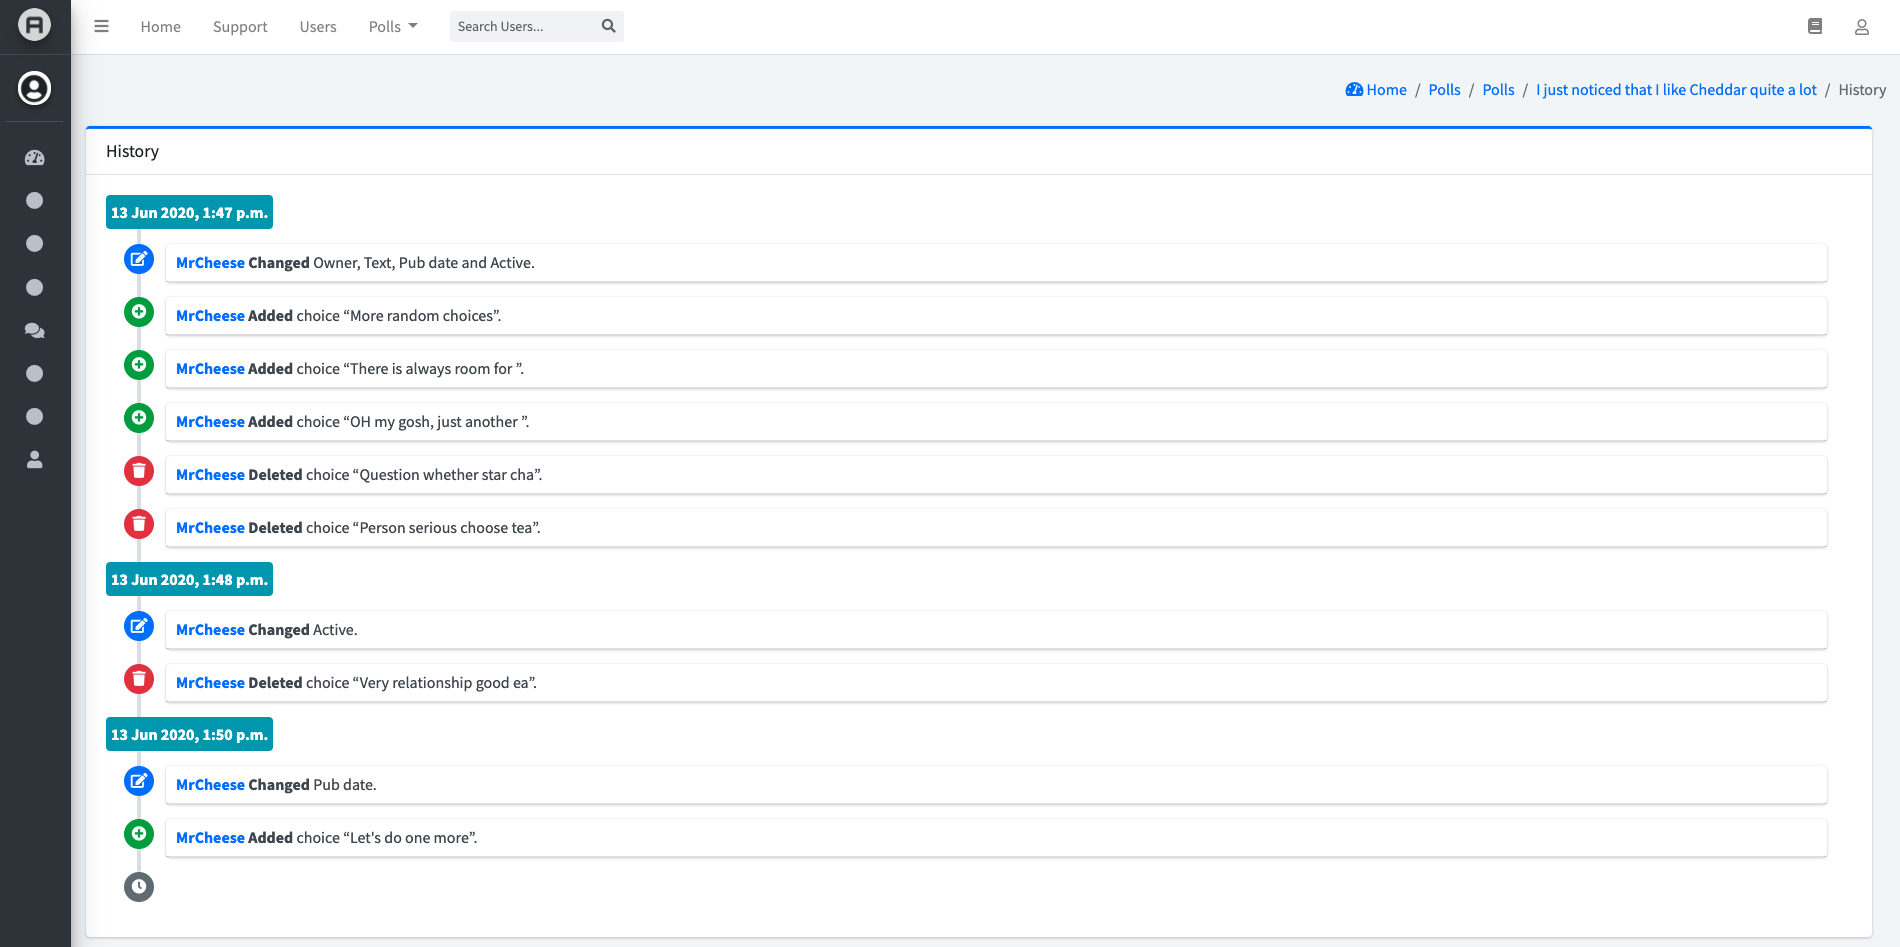 Home Support Users Polls Search Users...
Home / Polls / Polls / I just noticed that I like Cheddar quite a lot / History
History
13 Jun 2020, 1:47 p.m.
MrCheese Changed Owner, Text, Pub date and Active.
MrCheese Added choice “More random choices”.
MrCheese Added choice “There is always room for ”.
MrCheese Added choice “OH my gosh, just another ”.
MrCheese Deleted choice “Question whether star cha”.
MrCheese Deleted choice “Person serious choose tea”.
13 Jun 2020, 1:48 p.m.
MrCheese Changed Active.
MrCheese Deleted choice “Very relationship good ea”.
13 Jun 2020, 1:50 p.m.
MrCheese Changed Pub date.
MrCheese Added choice “Let's do one more”.